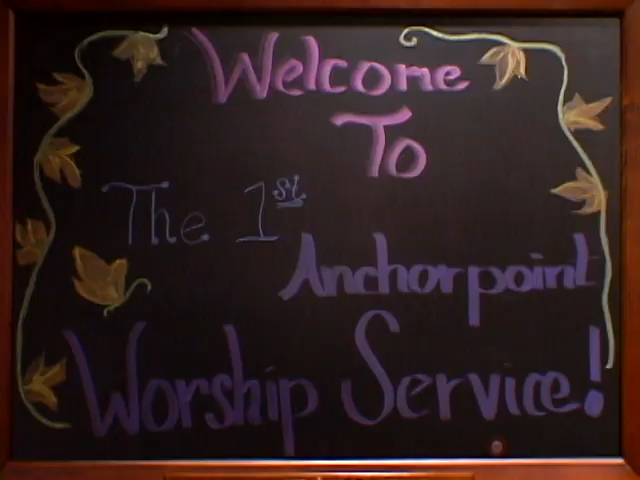 Welcome
To
The 1st
Anchorpoint
Worship Service!